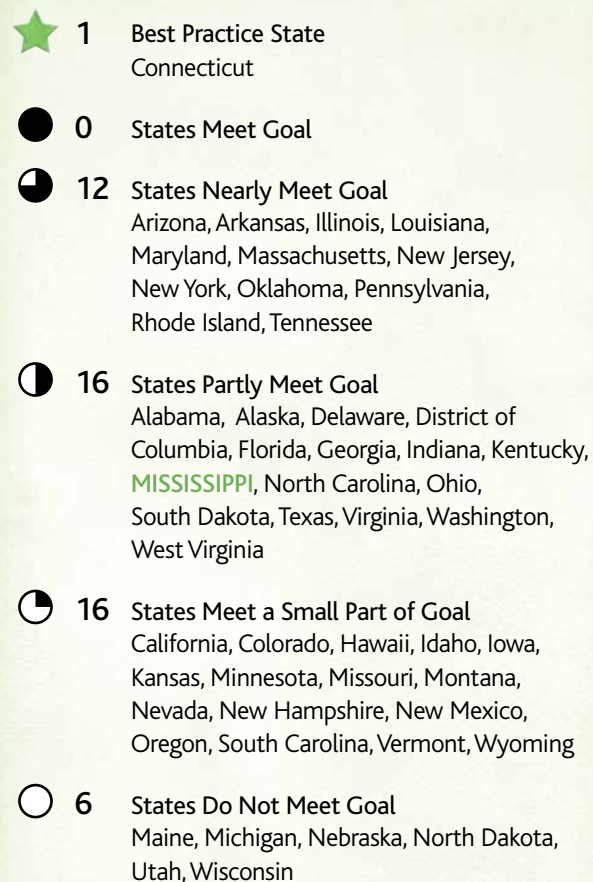 1 Best Practice State
Connecticut
0 States Meet Goal
12 States Nearly Meet Goal
Arizona, Arkansas, Illinois, Louisiana,
Maryland, Massachusetts, New Jersey,
New York, Oklahoma, Pennsylvania,
Rhode Island, Tennessee
16 States Partly Meet Goal
Alabama, Alaska, Delaware, District of
Columbia, Florida, Georgia, Indiana, Kentucky,
MISSISSIPPI, North Carolina, Ohio,
South Dakota, Texas, Virginia, Washington,
West Virginia
16 States Meet a Small Part of Goal
California, Colorado, Hawaii, Idaho, Iowa,
Kansas, Minnesota, Missouri, Montana,
Nevada, New Hampshire, New Mexico,
Oregon, South Carolina, Vermont, Wyoming
6 States Do Not Meet Goal
Maine, Michigan, Nebraska, North Dakota,
Utah, Wisconsin